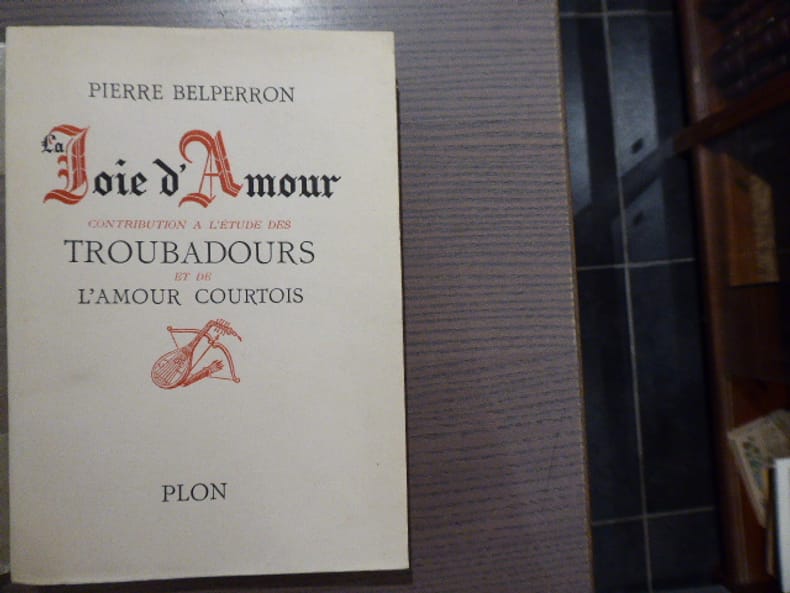 PIERRE BELPERRON
La Joie d'Amour
CONTRIBUTION A L'ÉTUDE DES
TROUBADOURS
ET DE
L'AMOUR COURTOIS
PLON